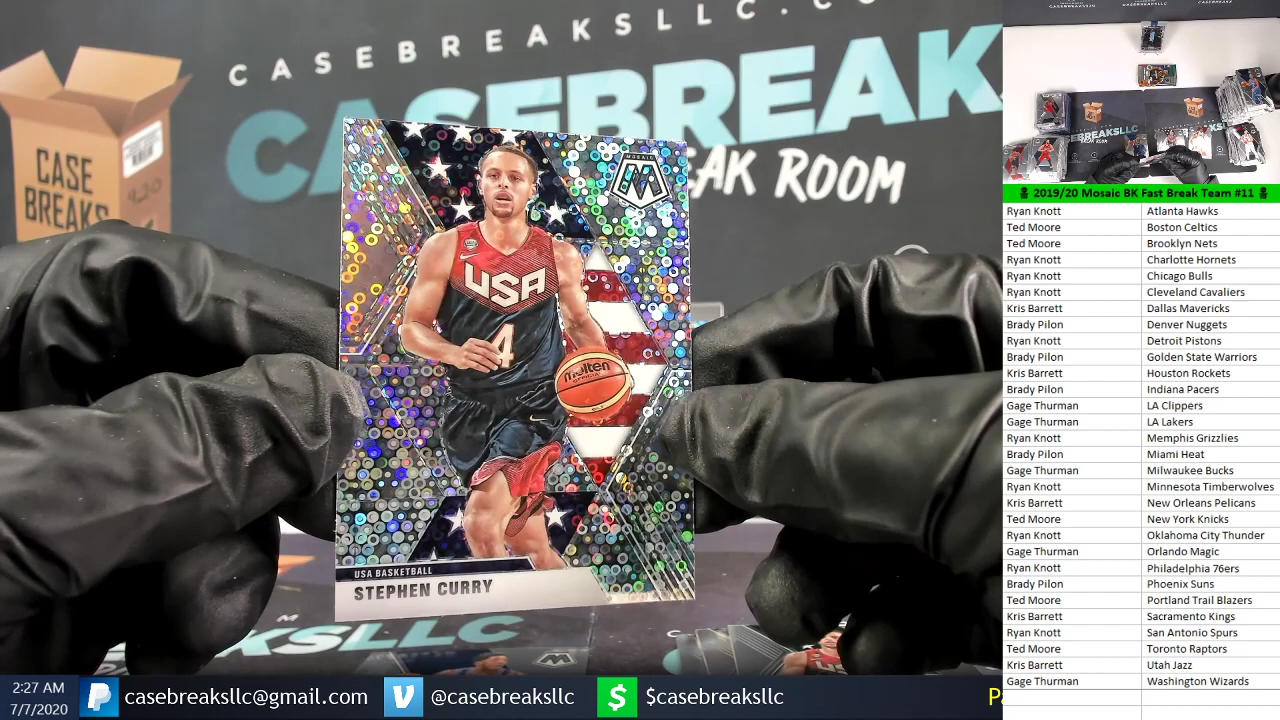 CASEBREAKSLLC.CO
CASEBREAKS
EAK ROOM
CASE
BREAKS
MOSAIC
M
USA
4
molten
USA BASKETBALL
STEPHEN CURRY
KSLLC
2:27 AM
7/7/2020
casebreaksllc@gmail.com
@casebreaksllc
$casebreaksllc
Pa
2019/20 Mosaic BK Fast Break Team #11
Ryan Knott Atlanta Hawks
Ted Moore Boston Celtics
Ted Moore Brooklyn Nets
Ryan Knott Charlotte Hornets
Ryan Knott Chicago Bulls
Ryan Knott Cleveland Cavaliers
Kris Barrett Dallas Mavericks
Brady Pilon Denver Nuggets
Ryan Knott Detroit Pistons
Brady Pilon Golden State Warriors
Kris Barrett Houston Rockets
Brady Pilon Indiana Pacers
Gage Thurman LA Clippers
Gage Thurman LA Lakers
Ryan Knott Memphis Grizzlies
Brady Pilon Miami Heat
Gage Thurman Milwaukee Bucks
Ryan Knott Minnesota Timberwolves
Kris Barrett New Orleans Pelicans
Ted Moore New York Knicks
Ryan Knott Oklahoma City Thunder
Gage Thurman Orlando Magic
Ryan Knott Philadelphia 76ers
Brady Pilon Phoenix Suns
Ted Moore Portland Trail Blazers
Kris Barrett Sacramento Kings
Ryan Knott San Antonio Spurs
Ted Moore Toronto Raptors
Kris Barrett Utah Jazz
Gage Thurman Washington Wizards